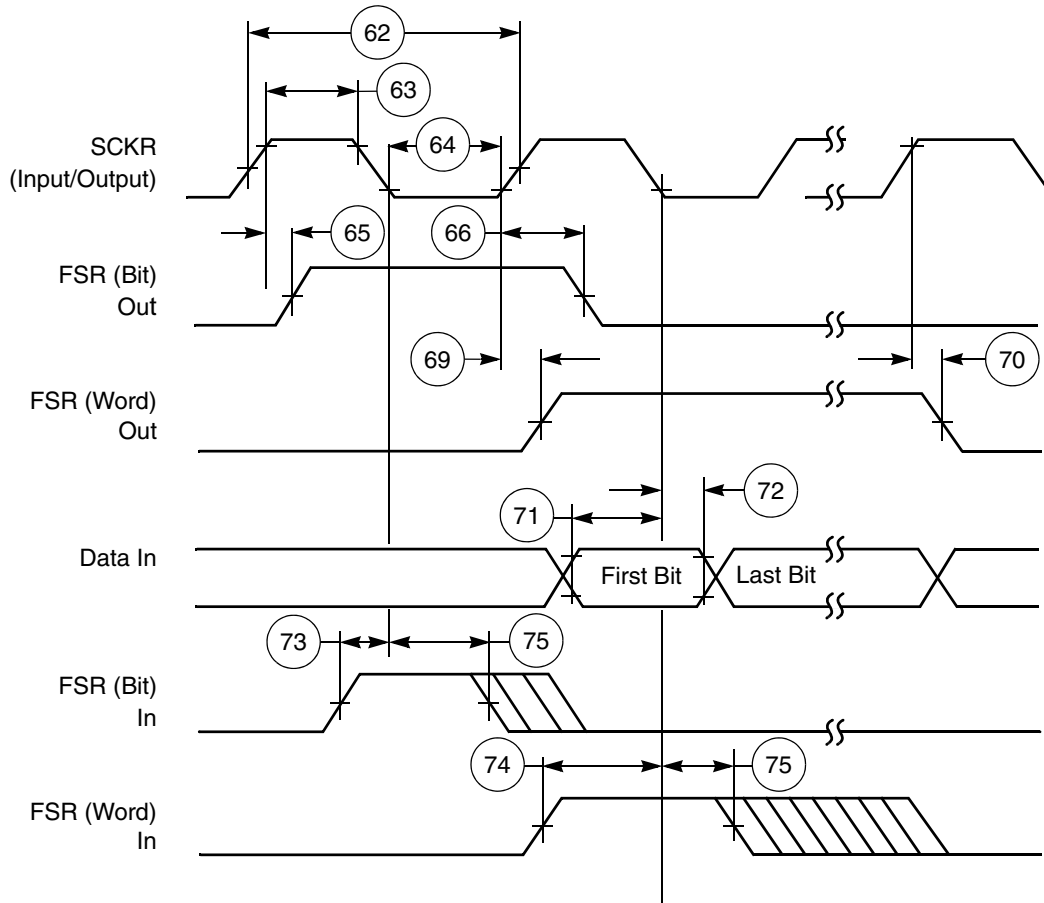 62
63
SCKR
(Input/Output)
64
65
66
FSR (Bit)
Out
69
70
FSR (Word)
Out
71
72
Data In
First Bit
Last Bit
73
75
FSR (Bit)
In
74
75
FSR (Word)
In